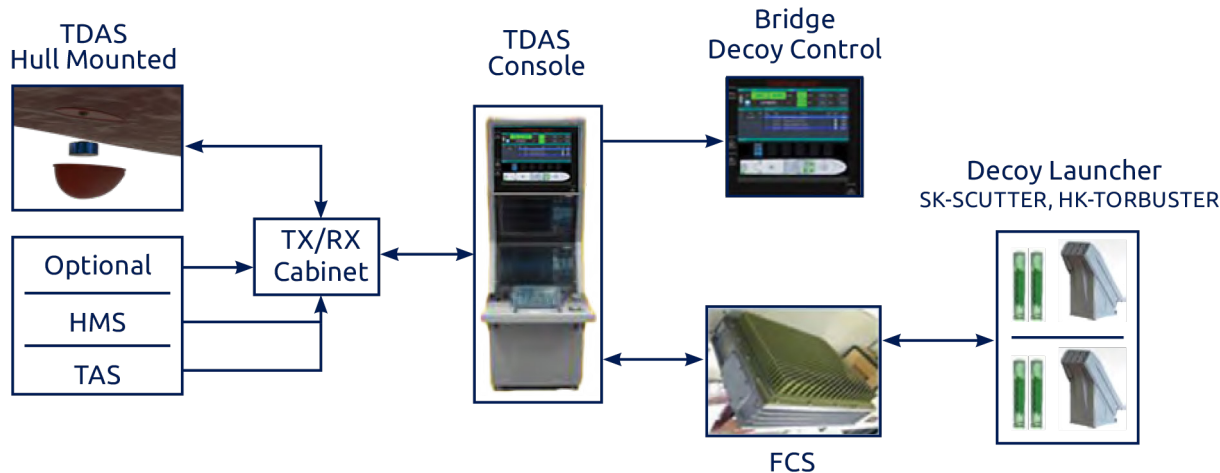 TDAS
Hull Mounted
TDAS
Console
Bridge
Decoy Control
Decoy Launcher
SK-SCUTTER, HK-TORBUSTER
TX/RX
Cabinet
Optional
HMS
TAS
FCS